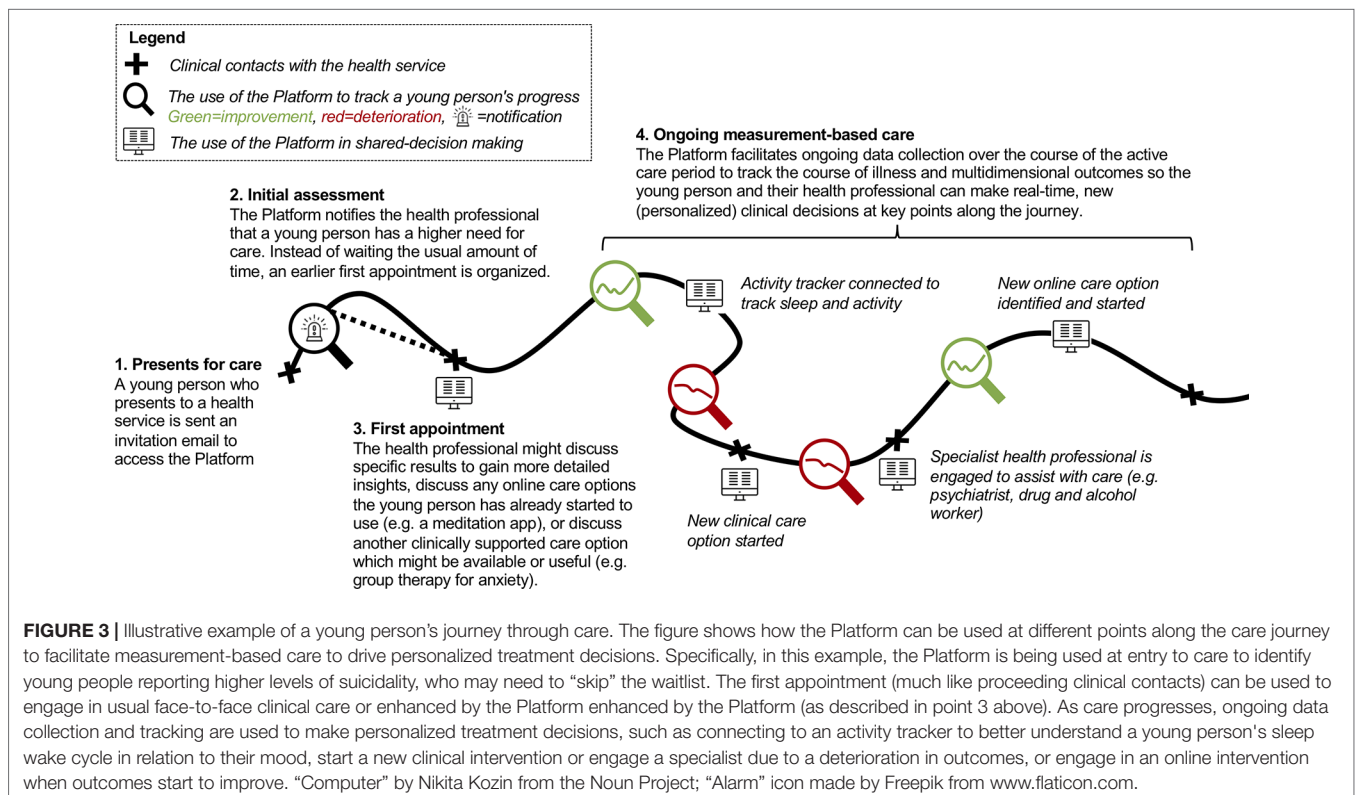 Legend
Clinical contacts with the health service
The use of the Platform to track a young person's progress
Green=improvement, red=deterioration, =notification
The use of the Platform in shared-decision making
4. Ongoing measurement-based care
The Platform facilitates ongoing data collection over the course of the active
care period to track the course of illness and multidimensional outcomes so the
young person and their health professional can make real-time, new
(personalized) clinical decisions at key points along the journey.
2. Initial assessment
The Platform notifies the health professional
that a young person has a higher need for
care. Instead of waiting the usual amount of
time, an earlier first appointment is organized.
Activity tracker connected to
track sleep and activity
New online care option
identified and started
1. Presents for care
A young person who
presents to a health
service is sent an
invitation email to
access the Platform
3. First appointment
The health professional might discuss
specific results to gain more detailed
insights, discuss any online care options
the young person has already started to
use (e.g. a meditation app), or discuss
another clinically supported care option
which might be available or useful (e.g.
group therapy for anxiety).
New clinical care
option started
Specialist health professional is
engaged to assist with care (e.g.
psychiatrist, drug and alcohol
worker)
FIGURE 3 | Illustrative example of a young person's journey through care. The figure shows how the Platform can be used at different points along the care journey
to facilitate measurement-based care to drive personalized treatment decisions. Specifically, in this example, the Platform is being used at entry to care to identify
young people reporting higher levels of suicidality, who may need to “skip” the waitlist. The first appointment (much like proceeding clinical contacts) can be used to
engage in usual face-to-face clinical care or enhanced by the Platform enhanced by the Platform (as described in point 3 above). As care progresses, ongoing data
collection and tracking are used to make personalized treatment decisions, such as connecting to an activity tracker to better understand a young person's sleep
wake cycle in relation to their mood, start a new clinical intervention or engage a specialist due to a deterioration in outcomes, or engage in an online intervention
when outcomes start to improve. “Computer” by Nikita Kozin from the Noun Project; “Alarm” icon made by Freepik from www.flaticon.com.